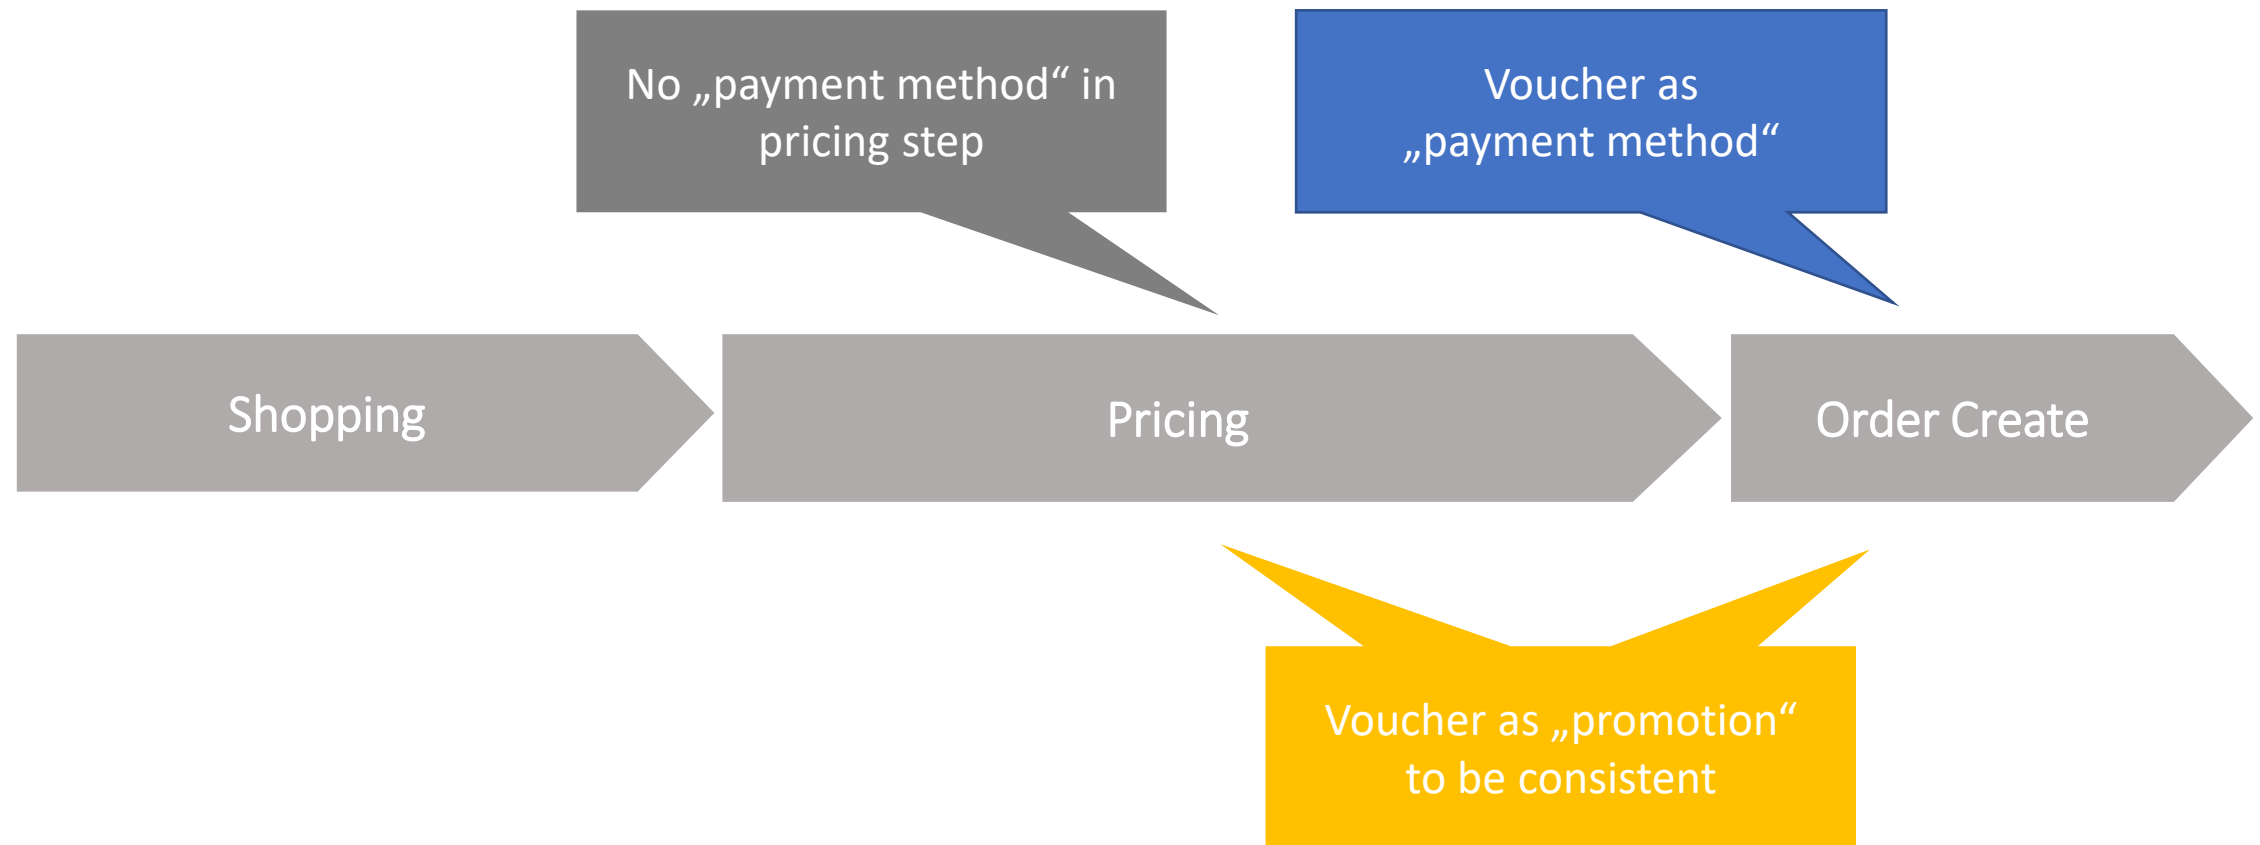 No „payment method“ in
pricing step
Voucher as
„payment method“
Shopping
Pricing
Order Create
Voucher as „promotion“
to be consistent